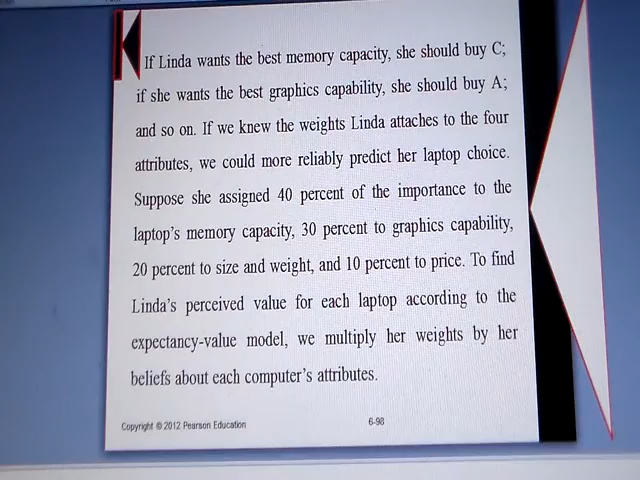 If Linda wants the best memory capacity, she should buy C;
if she wants the best graphics capability, she should buy A;
and so on. If we knew the weights Linda attaches to the four
attributes, we could more reliably predict her laptop choice.
Suppose she assigned 40 percent of the importance to the
laptop's memory capacity, 30 percent to graphics capability,
20 percent to size and weight, and 10 percent to price. To find
Linda's perceived value for each laptop according to the
expectancy-value model, we multiply her weights by her
beliefs about each computer's attributes.
Copyright © 2012 Pearson Education 6-98